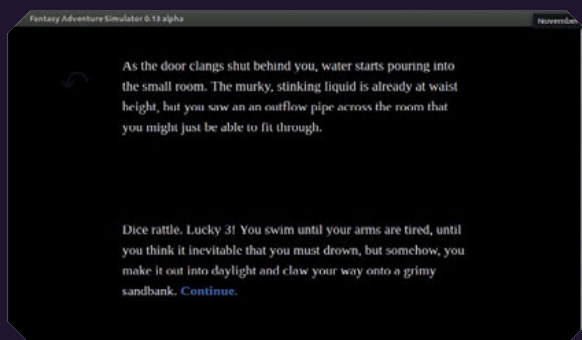 Fantasy Adventure Simulator 0.13 alpha
November
As the door clangs shut behind you, water starts pouring into
the small room. The murky, stinking liquid is already at waist
height, but you saw an an outflow pipe across the room that
you might just be able to fit through.
Dice rattle. Lucky 3! You swim until your arms are tired, until
you think it inevitable that you must drown, but somehow, you
make it out into daylight and claw your way onto a grimy
sandbank. Continue.